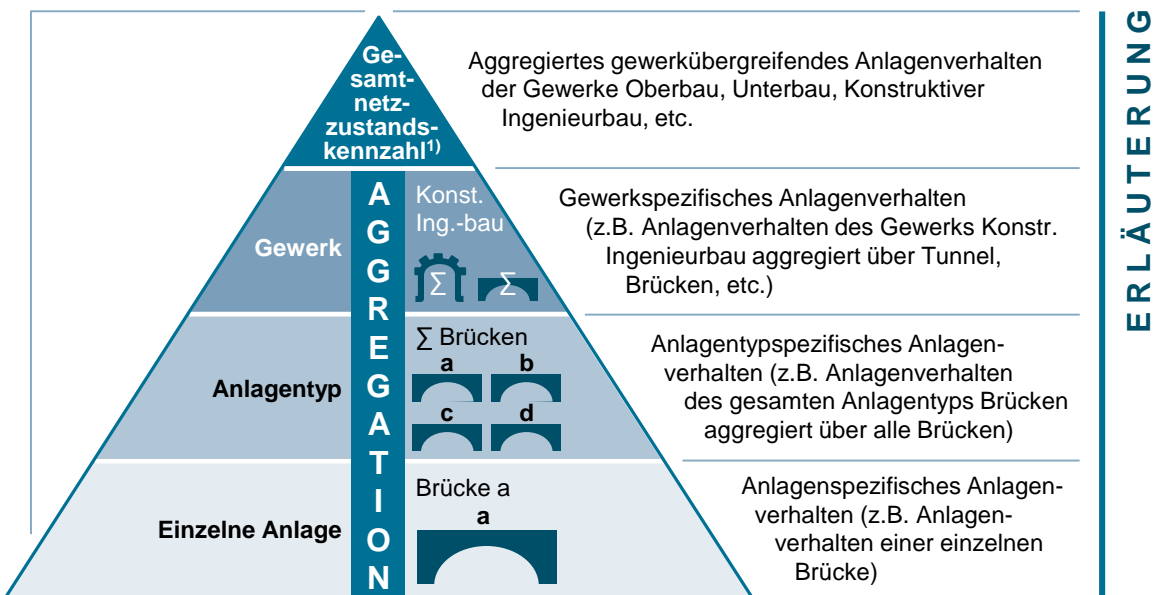 Ge-
samt-
netz-
zustands-
kennzahl1)
Aggregiertes gewerkübergreifendes Anlagenverhalten
der Gewerke Oberbau, Unterbau, Konstruktiver
Ingenieurbau, etc.
Gewerk
Konst.
Ing.-bau
∑ ∑
Gewerkspezifisches Anlagenverhalten
(z.B. Anlagenverhalten des Gewerks Konstr.
Ingenieurbau aggregiert über Tunnel,
Brücken, etc.)
Anlagentyp
∑ Brücken
a b
c d
Anlagentypspezifisches Anlagen-
verhalten (z.B. Anlagenverhalten
des gesamten Anlagentyps Brücken
aggregiert über alle Brücken)
Einzelne Anlage
Brücke a
a
Anlagenspezifisches Anlagen-
verhalten (z.B. Anlagen-
verhalten einer einzelnen
Brücke)
AGGREGATION
ERLÄUTERUNG